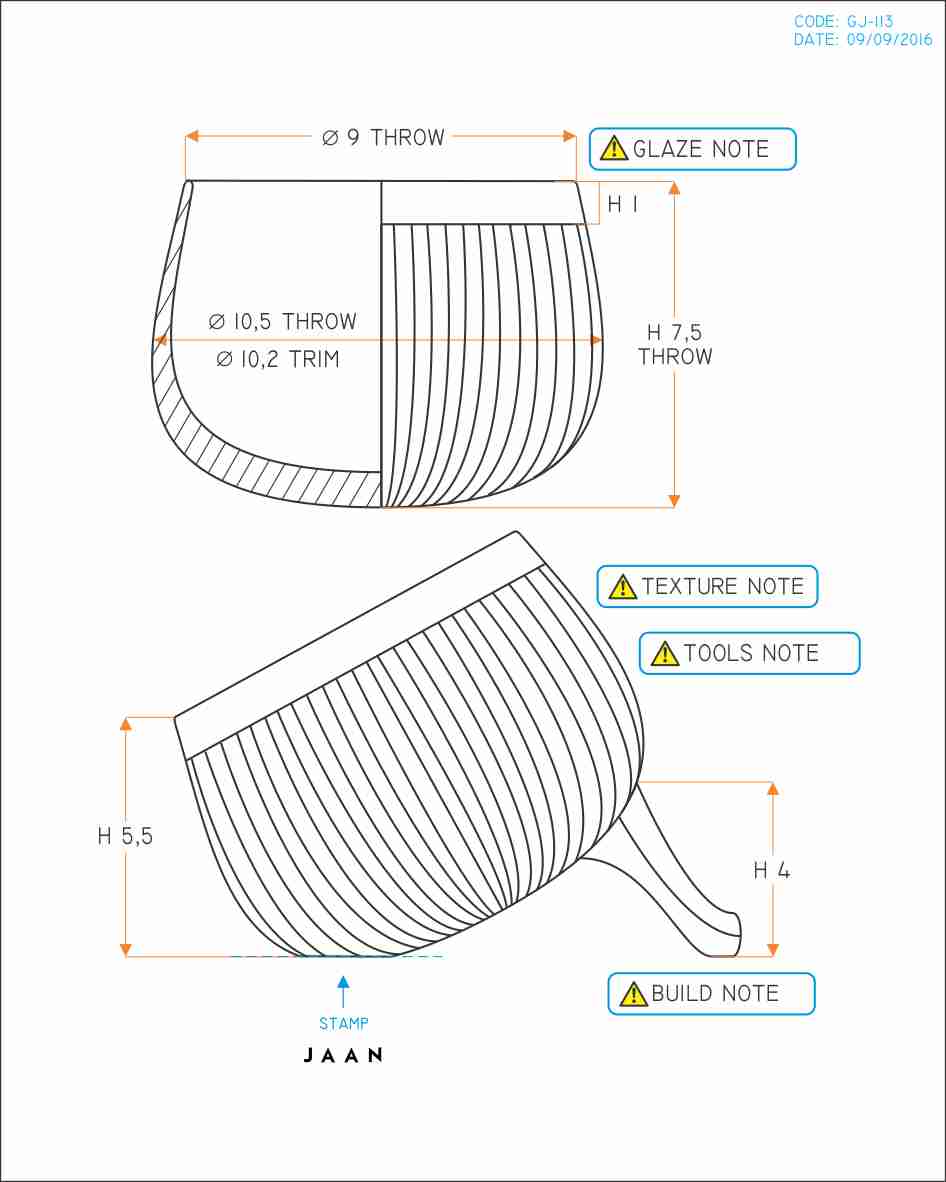 CODE: GJ-113
DATE: 09/09/2016
Ø 9 THROW
GLAZE NOTE
H 1
Ø 10,5 THROW
Ø 10,2 TRIM
H 7,5
THROW
TEXTURE NOTE
TOOLS NOTE
H 5,5
H 4
BUILD NOTE
STAMP
JAAN